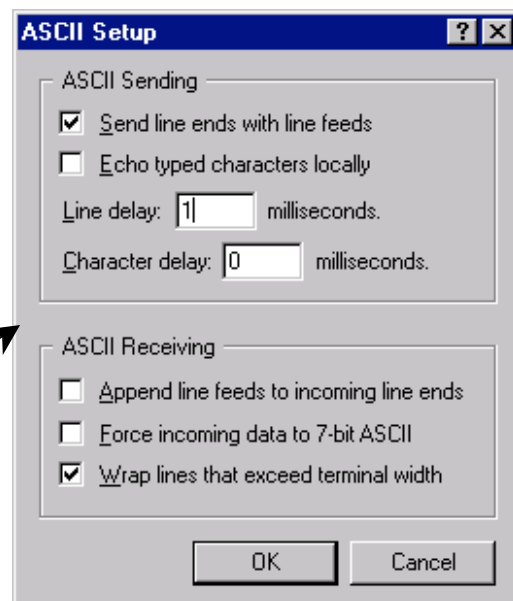 ASCII Setup ?
ASCII Sending
Send line ends with line feeds
Echo typed characters locally
Line delay: 1 milliseconds.
Character delay: 0 milliseconds.
ASCII Receiving
Append line feeds to incoming line ends
Force incoming data to 7-bit ASCII
Wrap lines that exceed terminal width
OK Cancel